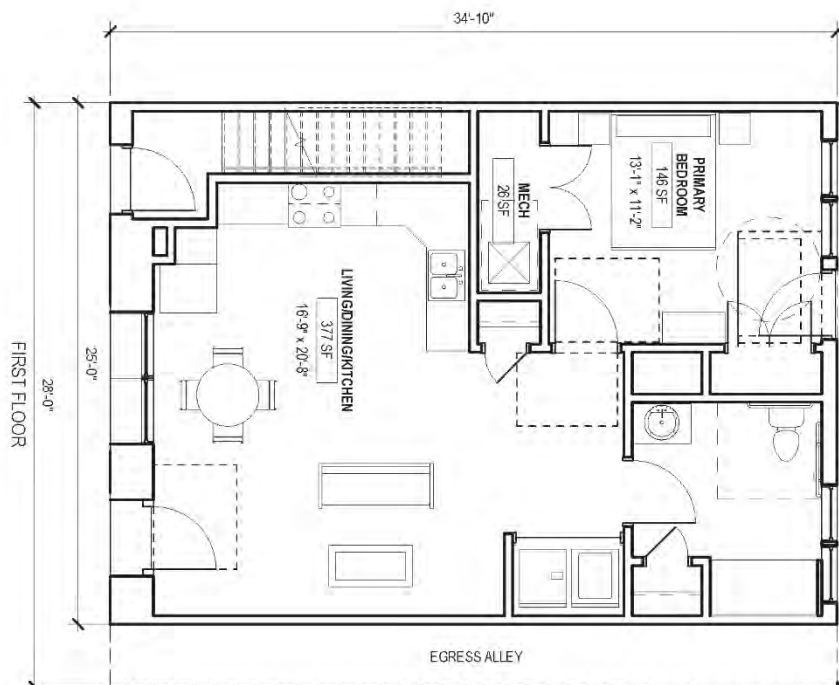 34'-10"
PRIMARY
BEDROOM
146 SF
13'-1" x 11'-2"
MECH
26 SF
LIVING/DINING/KITCHEN
377 SF
16'-9" x 20'-8"
25'-0"
28'-0"
FIRST FLOOR
EGRESS ALLEY